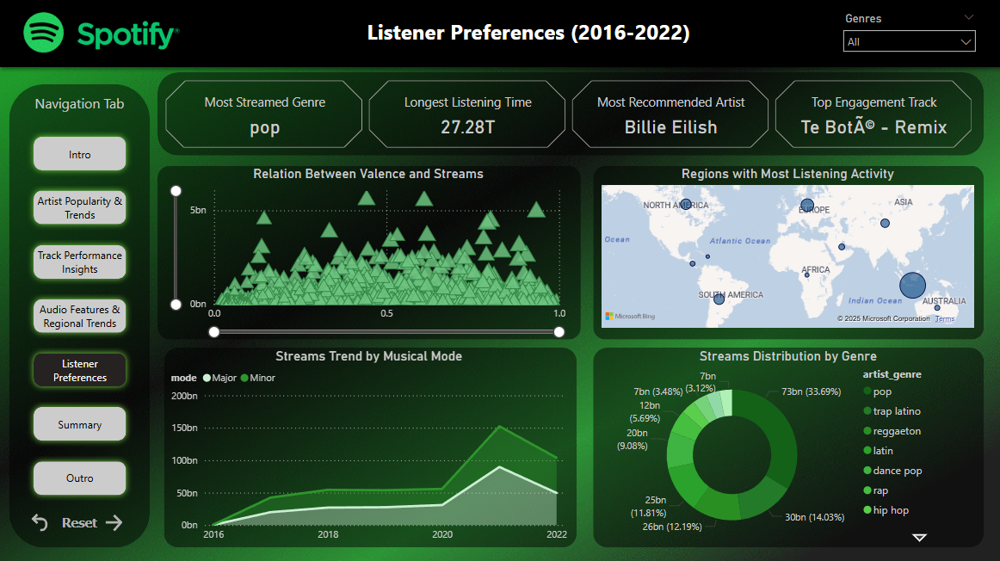 Spotify®
Listener Preferences (2016-2022)
Genres
All
Navigation Tab
Intro
Artist Popularity &
Trends
Track Performance
Insights
Audio Features &
Regional Trends
Listener
Preferences
Summary
Outro
Reset
Most Streamed Genre
pop
Longest Listening Time
27.28T
Most Recommended Artist
Billie Eilish
Top Engagement Track
Te BotÃ© - Remix
Relation Between Valence and Streams
5bn
0bn
0.0
0.5
1.0
Regions with Most Listening Activity
NORTH AMERICA
EUROPE
ASIA
Ocean
Atlantic Ocean
AFRICA
SOUTH AMERICA
Indian Ocean
AUSTRALIA
Microsoft Bing
© 2025 Microsoft Corporation Terms
Streams Trend by Musical Mode
mode Major Minor
200bn
150bn
100bn
50bn
0bn
2016
2018
2020
2022
Streams Distribution by Genre
73bn (33.69%)
30bn (14.03%)
26bn (12.19%)
25bn
(11.81%)
20bn
(9.08%)
12bn
(5.69%)
7bn (3.48%)
7bn
(3.12%)
artist_genre
pop
trap latino
reggaeton
latin
dance pop
rap
hip hop